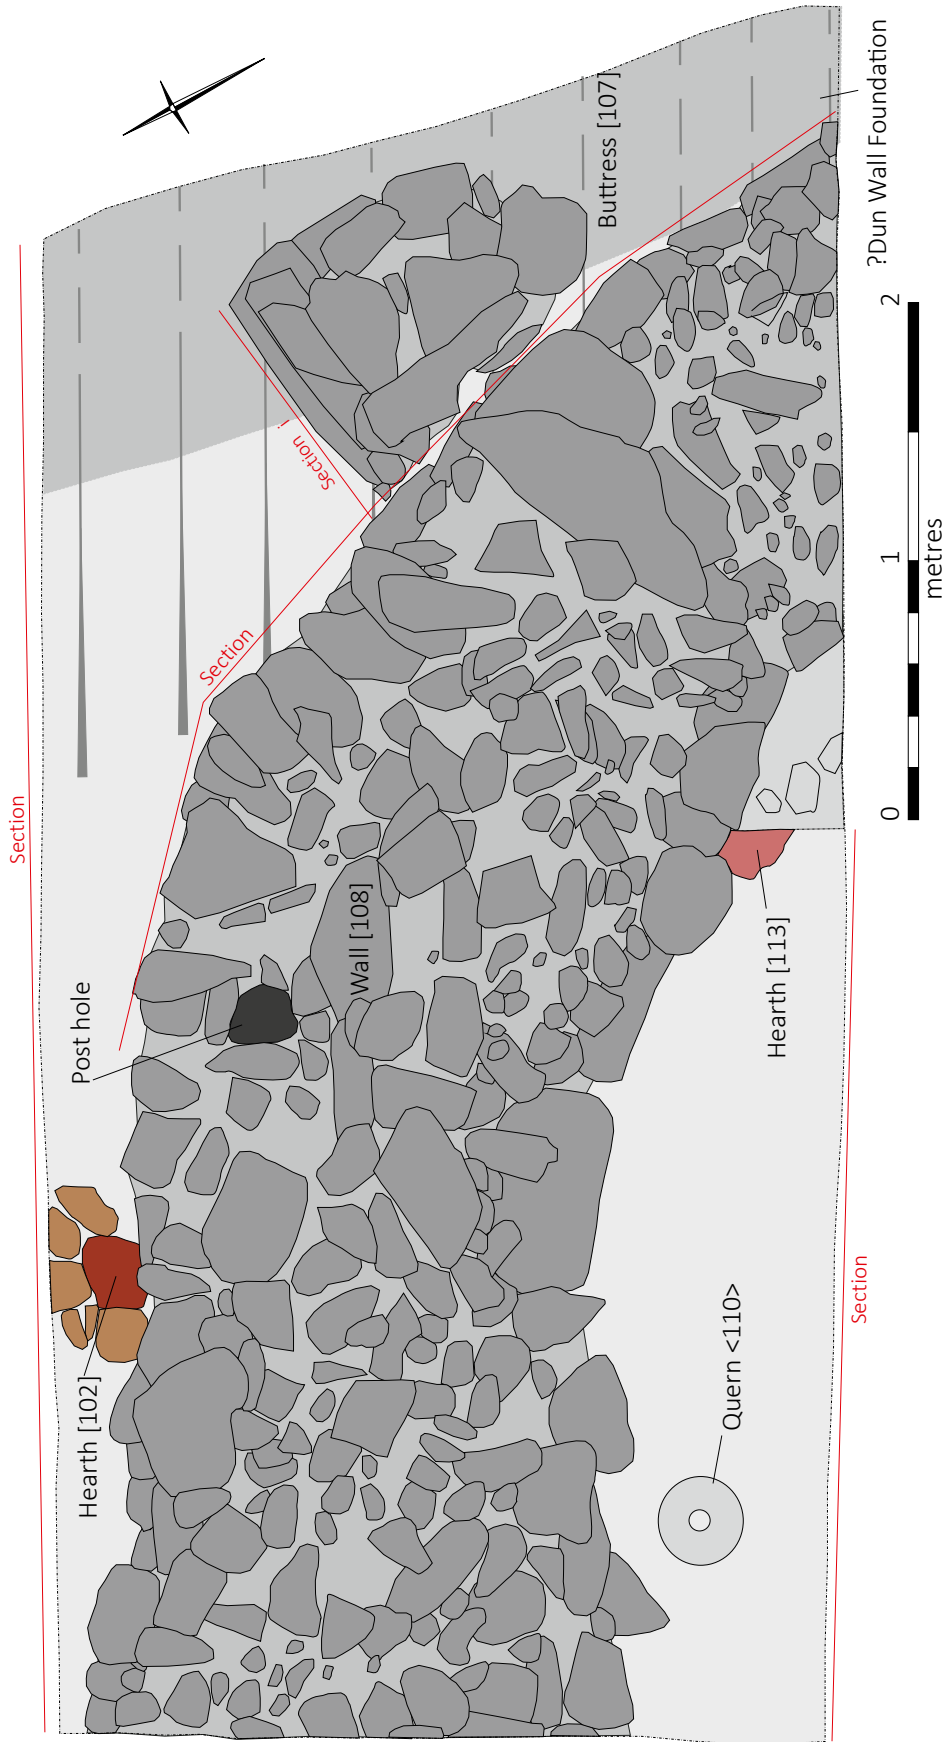 ?Dun Wall Foundation
Buttress [107]
Section i
Section
Section
Wall [108]
Post hole
Hearth [113]
Hearth [102]
Quern <110>
Section
0 1 2
metres